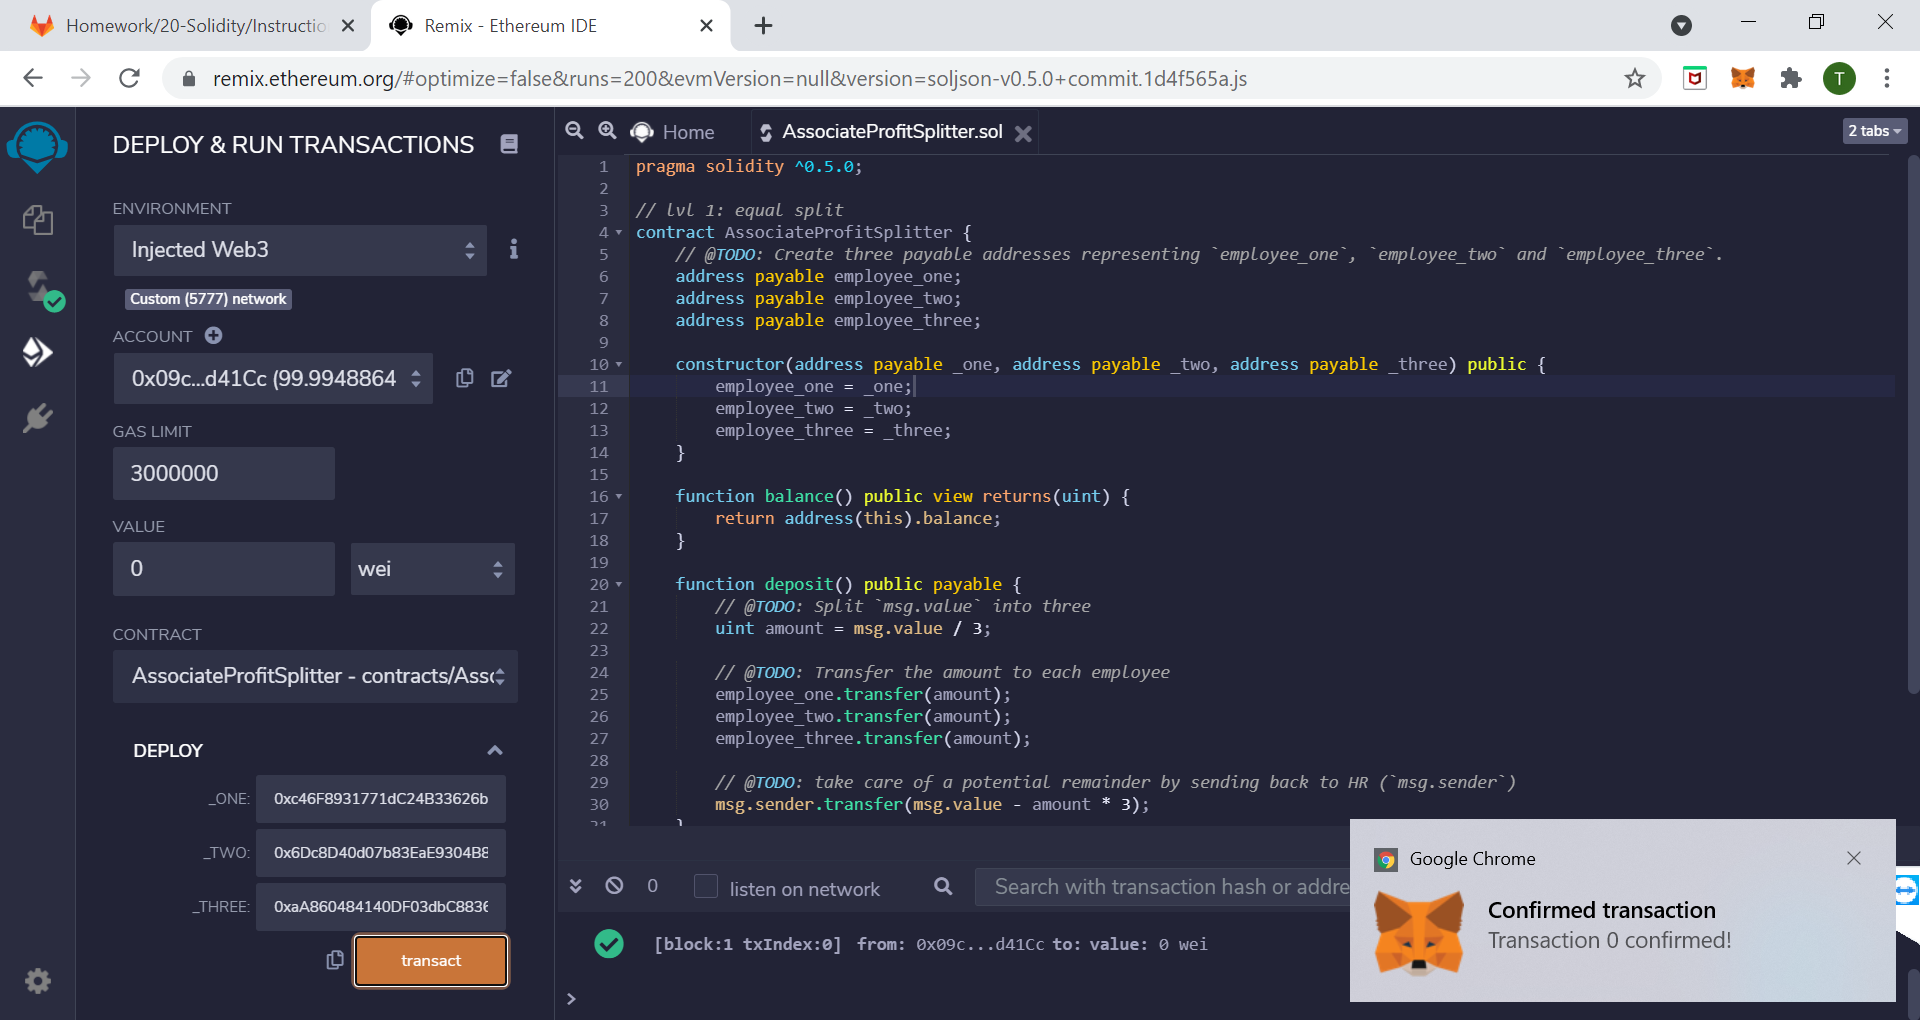 Homework/20-Solidity/Instructio
Remix - Ethereum IDE
remix.ethereum.org/#optimize=false&runs=200&evmVersion=null&version=soljson-v0.5.0+commit.1d4f565a.js
T
DEPLOY & RUN TRANSACTIONS
ENVIRONMENT
Injected Web3
Custom (5777) network
ACCOUNT
0x09c...d41Cc (99.9948864
GAS LIMIT
3000000
VALUE
0
wei
CONTRACT
AssociateProfitSplitter - contracts/Asso
DEPLOY
_ONE:
0xc46F8931771dC24B33626b
_TWO:
0x6Dc8D40d07b83EaE9304B8
_THREE:
0xaA860484140DF03dbC8836
transact
Home
AssociateProfitSplitter.sol
2 tabs
1 pragma solidity ^0.5.0;
2
3 // lvl 1: equal split
4 contract AssociateProfitSplitter {
5 // @TODO: Create three payable addresses representing `employee_one`, `employee_two` and `employee_three`.
6 address payable employee_one;
7 address payable employee_two;
8 address payable employee_three;
9
10 constructor(address payable _one, address payable _two, address payable _three) public {
11 employee_one = _one;
12 employee_two = _two;
13 employee_three = _three;
14 }
15
16 function balance() public view returns(uint) {
17 return address(this).balance;
18 }
19
20 function deposit() public payable {
21 // @TODO: Split `msg.value` into three
22 uint amount = msg.value / 3;
23
24 // @TODO: Transfer the amount to each employee
25 employee_one.transfer(amount);
26 employee_two.transfer(amount);
27 employee_three.transfer(amount);
28
29 // @TODO: take care of a potential remainder by sending back to HR (`msg.sender`)
30 msg.sender.transfer(msg.value - amount * 3);
31 }
0
listen on network
Search with transaction hash or addre
[block:1 txIndex:0] from: 0x09c...d41Cc to: value: 0 wei
>
Google Chrome
Confirmed transaction
Transaction 0 confirmed!